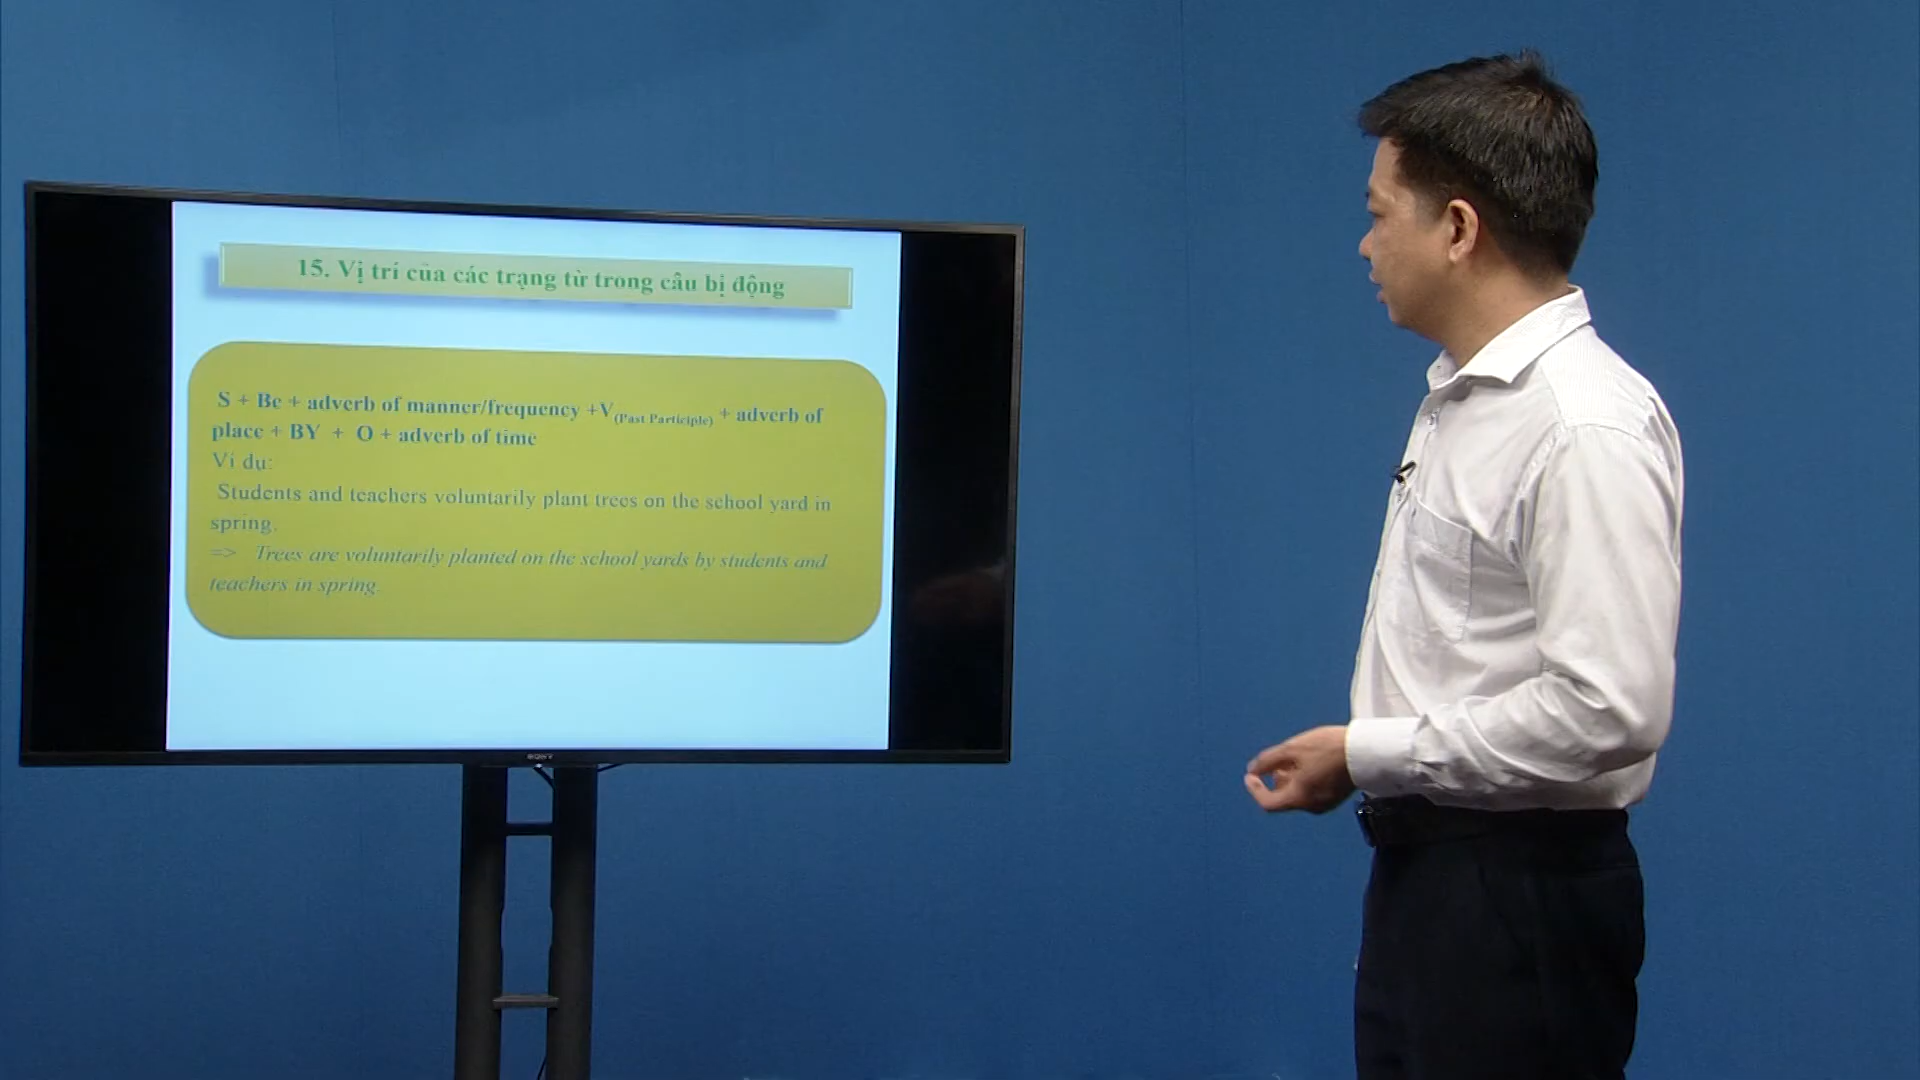 15. Vị trí của các trạng từ trong câu bị động
S + Be + adverb of manner/frequency +V(Past Participle) + adverb of
place + BY + O + adverb of time
Ví dụ:
Students and teachers voluntarily plant trees on the school yard in
spring.
=> Trees are voluntarily planted on the school yards by students and
teachers in spring.
SONY